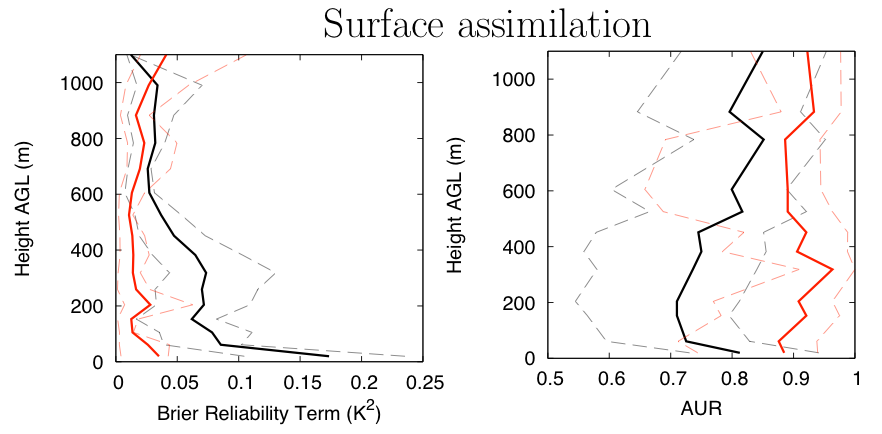 Surface assimilation
Height AGL (m)
1000
800
600
400
200
0
0 0.05 0.1 0.15 0.2 0.25
Brier Reliability Term (K²)
Height AGL (m)
1000
800
600
400
200
0
0.5 0.6 0.7 0.8 0.9 1
AUR